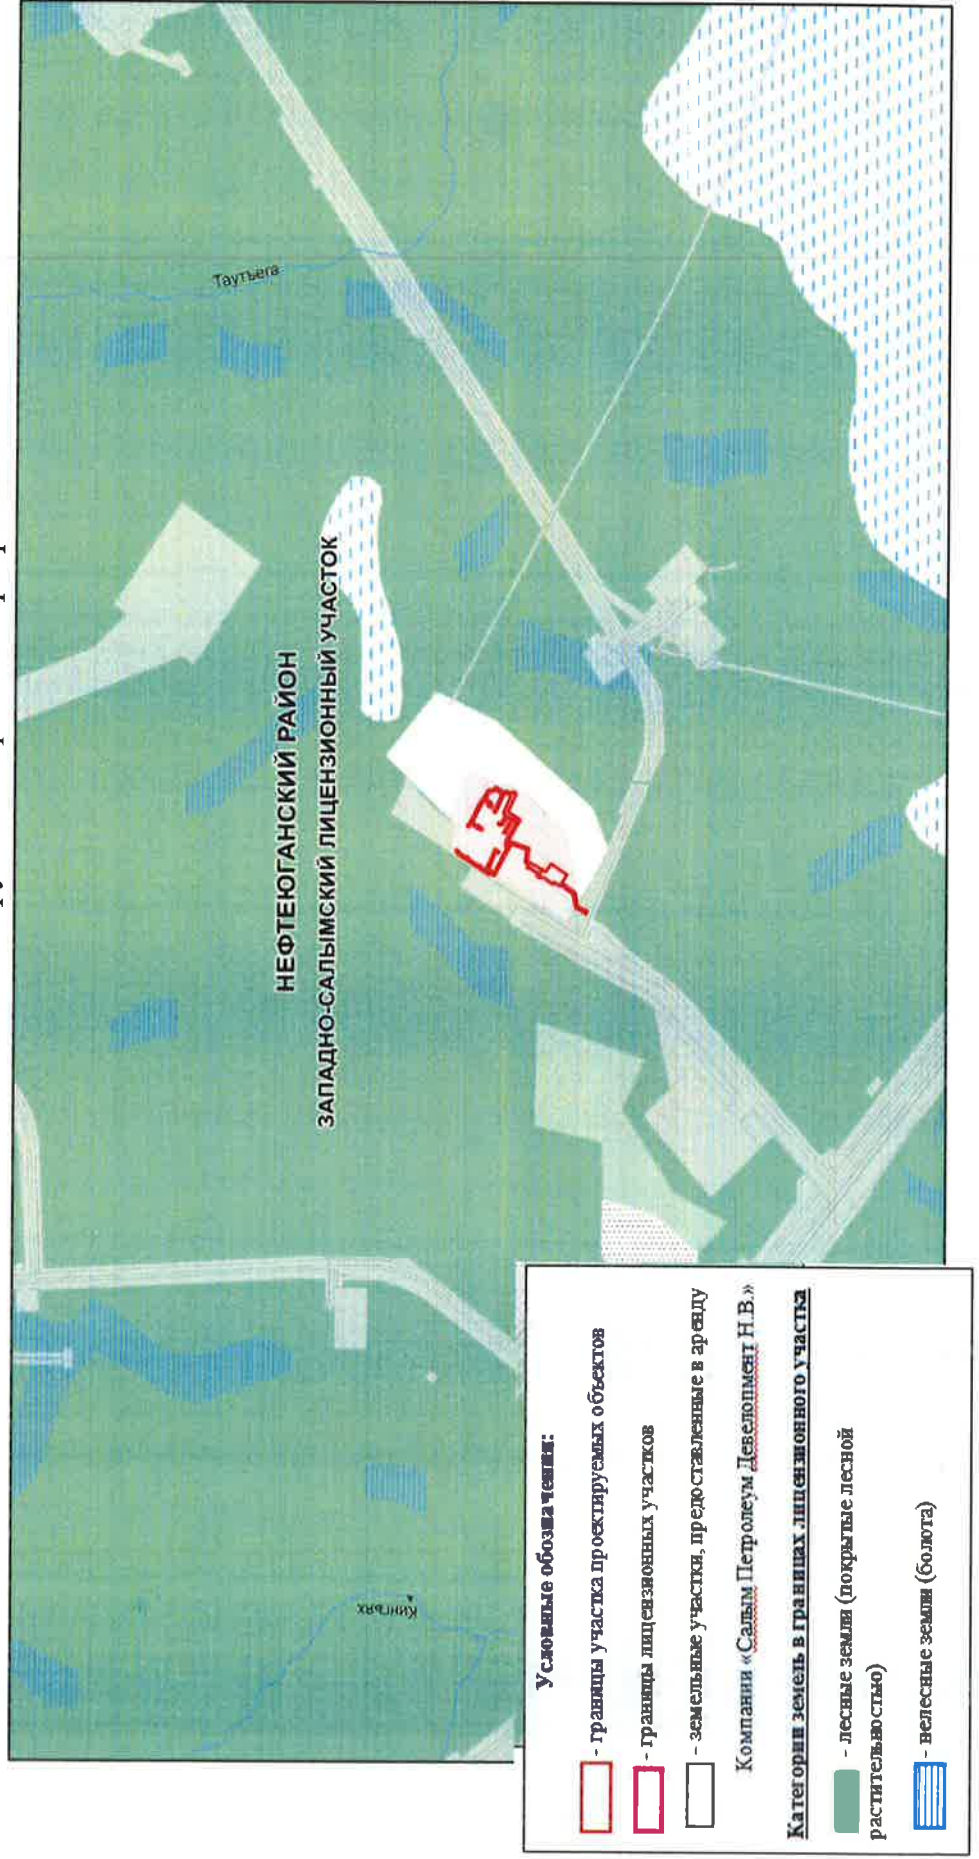 Таутъега
НЕФТЕЮГАНСКИЙ РАЙОН
ЗАПАДНО-САЛЫМСКИЙ ЛИЦЕНЗИОННЫЙ УЧАСТОК
Кингъях
Условные обозначения:
- границы участка проектируемых объектов
- границы лицензионных участков
- земельные участки, предоставленные в аренду
Компании «Салым Петролеум Девелопмент Н.В.»
Категории земель в границах лицензионного участка
- лесные земли (покрытые лесной
растительностью)
- нелесные земли (болота)